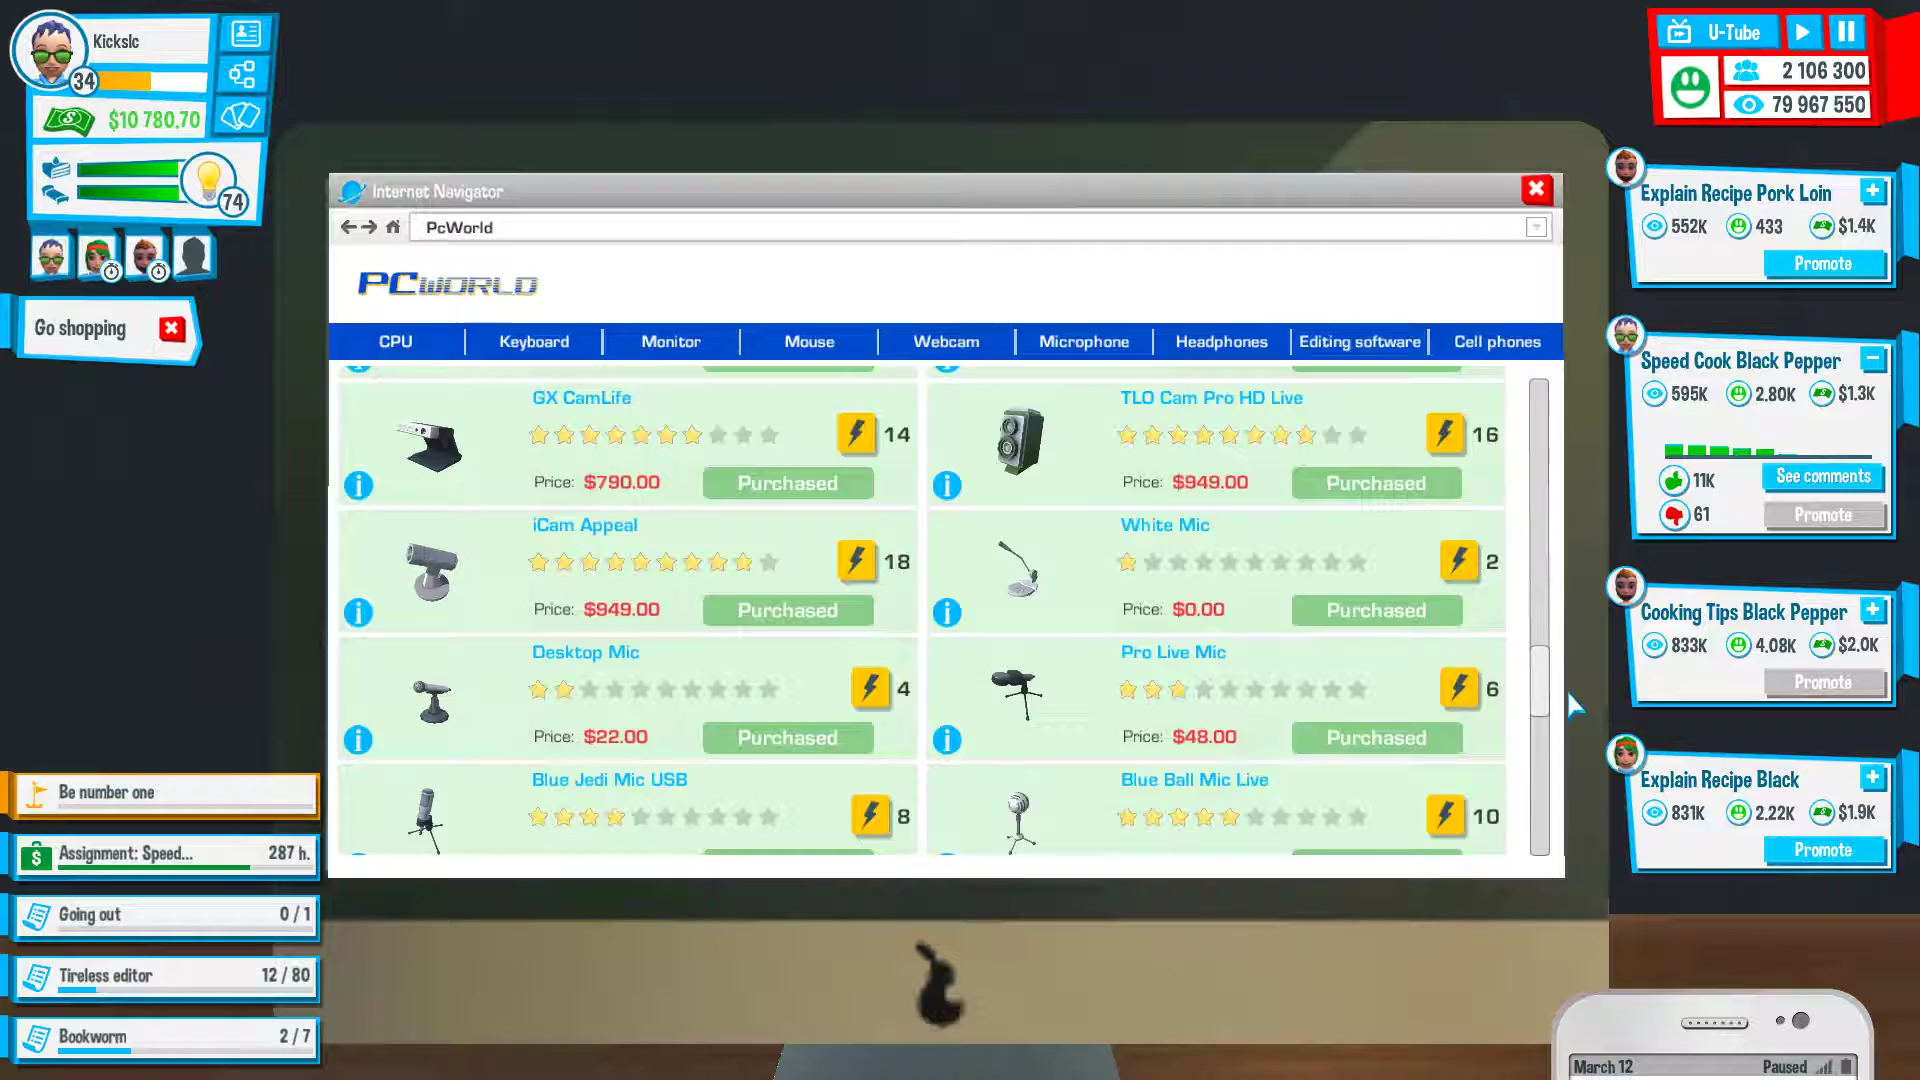 Kickslc
34
$10 780,70
74
Go shopping
Be number one
Assignment: Speed... 287 h.
Going out 0 / 1
Tireless editor 12 / 80
Bookworm 2 / 7
Internet Navigator
PcWorld
PCWORLD
CPU Keyboard Monitor Mouse Webcam Microphone Headphones Editing software Cell phones
GX CamLife
14
Price: $790.00 Purchased
TLO Cam Pro HD Live
16
Price: $949.00 Purchased
iCam Appeal
18
Price: $949.00 Purchased
White Mic
2
Price: $0.00 Purchased
Desktop Mic
4
Price: $22.00 Purchased
Pro Live Mic
6
Price: $48.00 Purchased
Blue Jedi Mic USB
8
Blue Ball Mic Live
10
U-Tube
2 106 300
79 967 550
Explain Recipe Pork Loin
552K 433 $1.4K
Promote
Speed Cook Black Pepper
595K 2.80K $1.3K
11K See comments
61 Promote
Cooking Tips Black Pepper
833K 4.08K $2.0K
Promote
Explain Recipe Black
831K 2.22K $1.9K
Promote
March 12 Paused